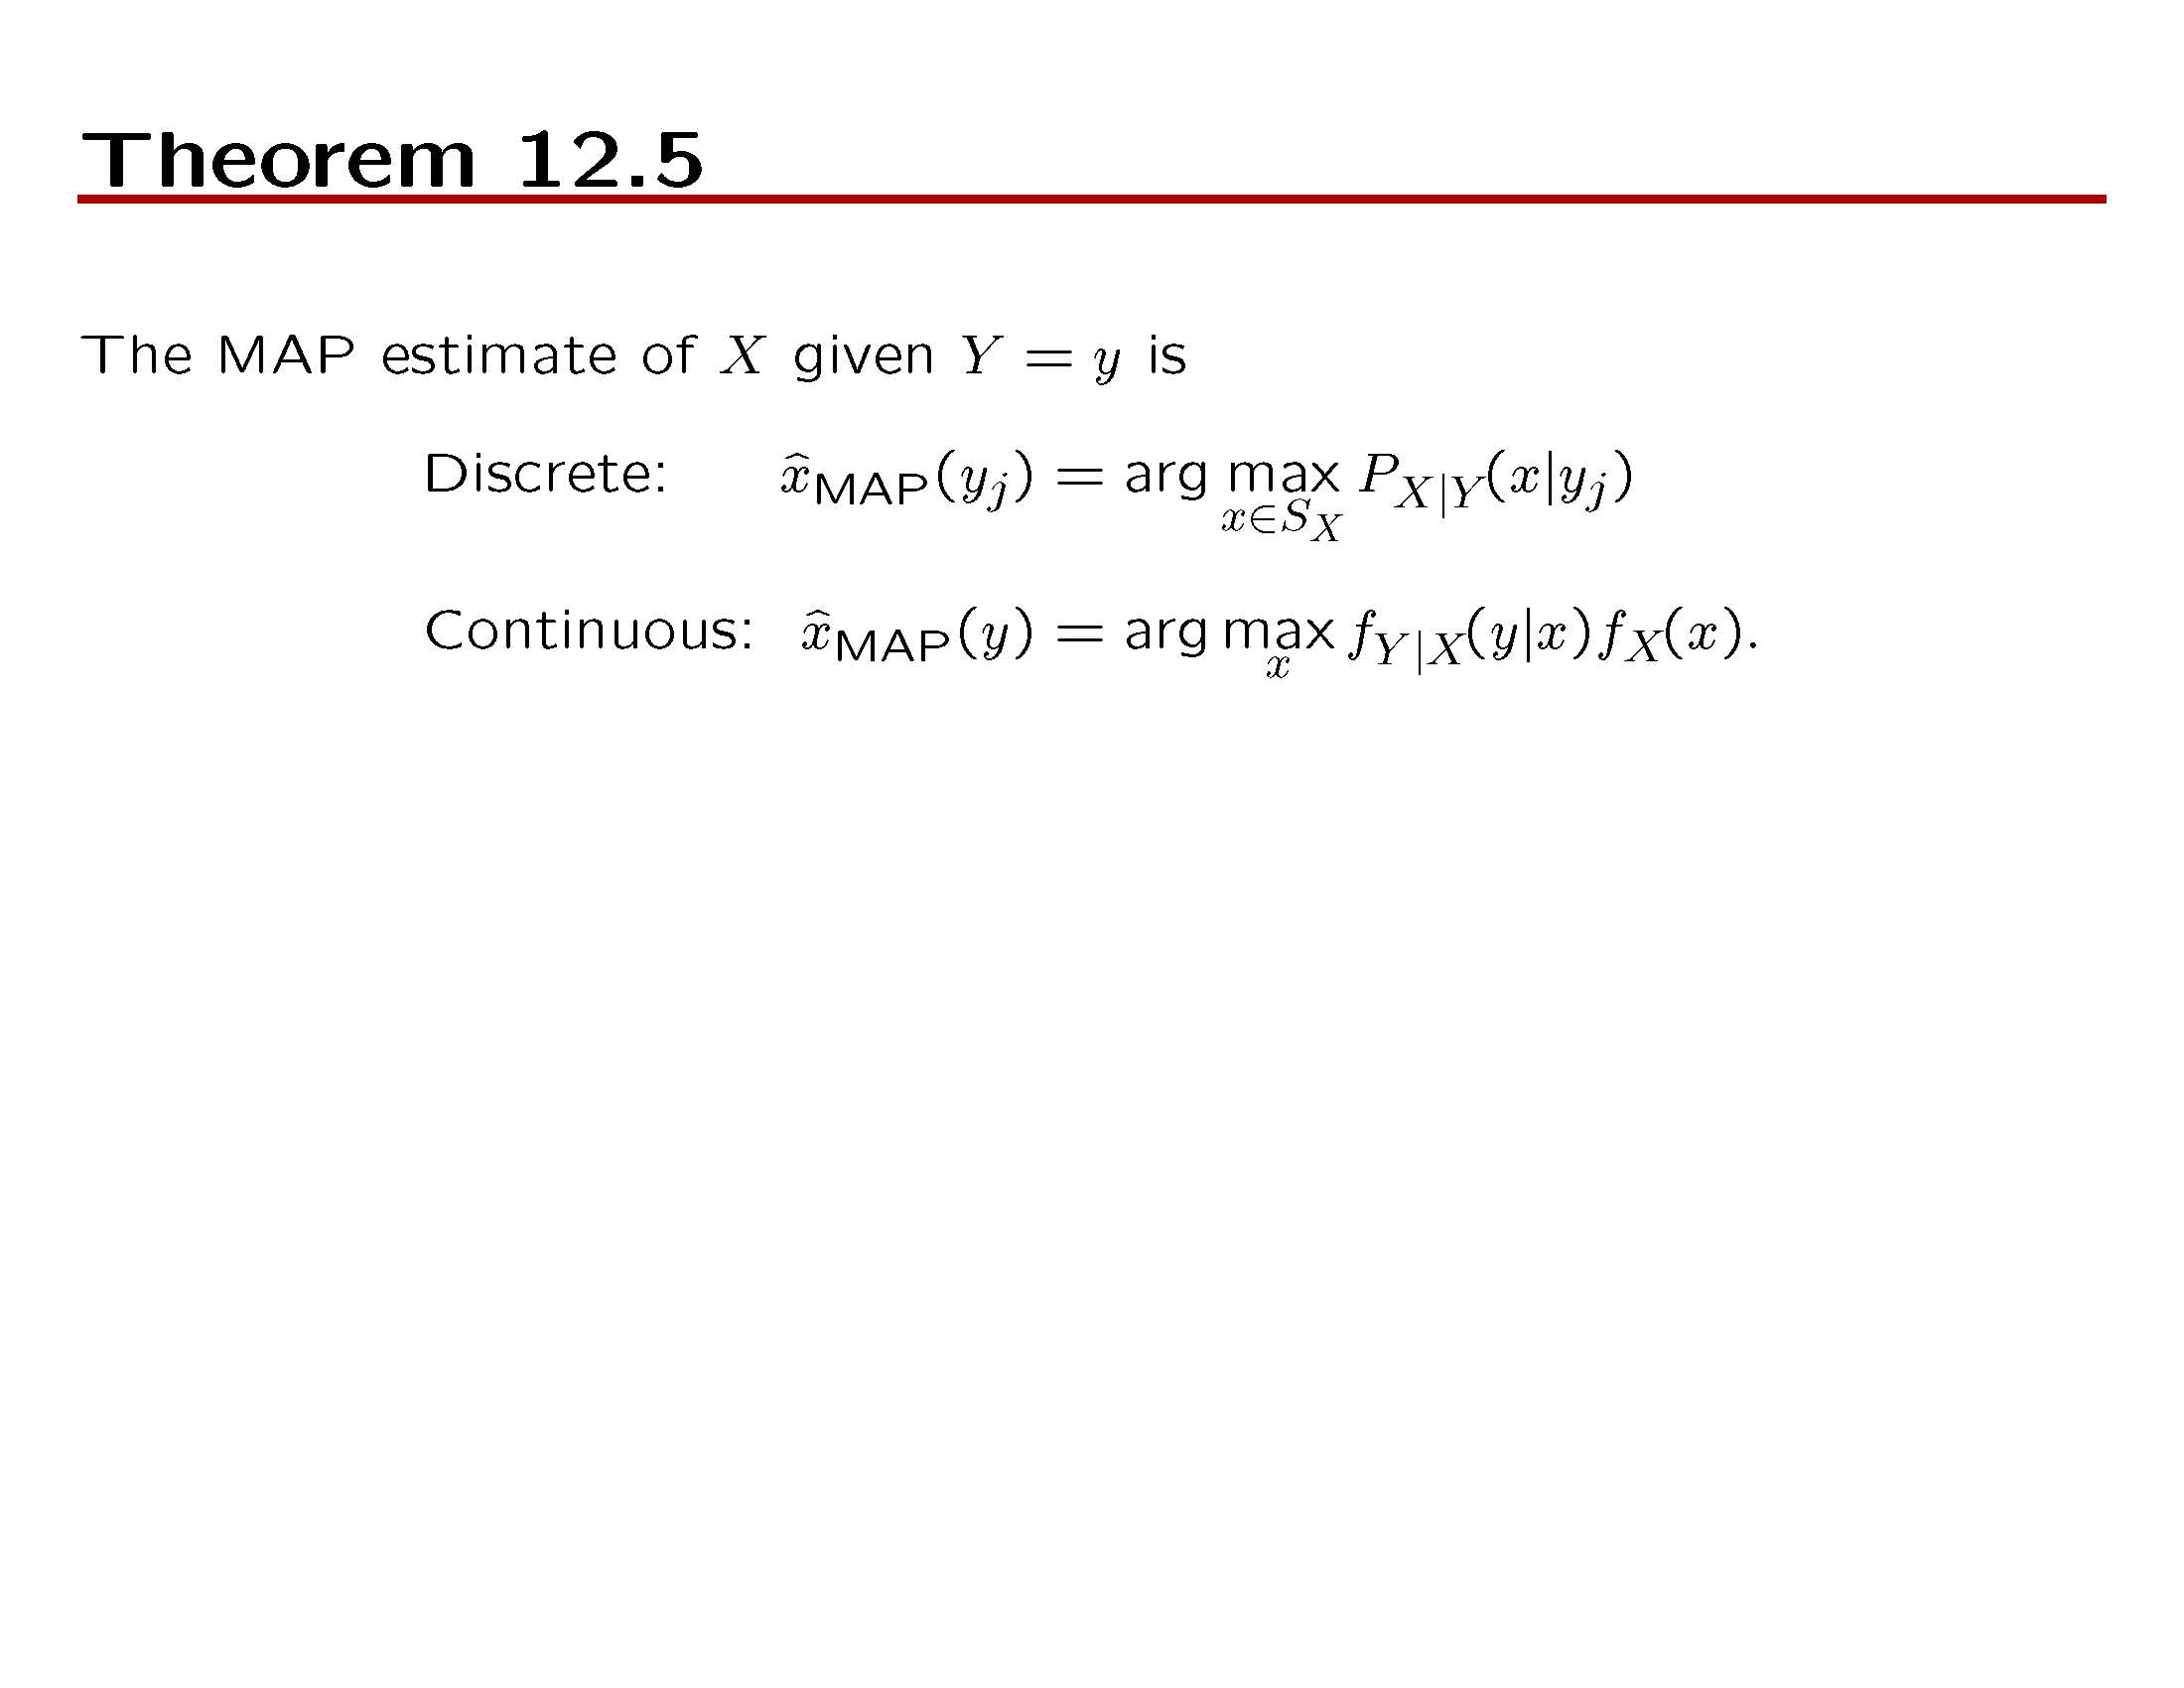 Theorem 12.5
The MAP estimate of X given Y = y is
Discrete: x̂_MAP(y_j) = arg max_{x∈S_X} P_{X|Y}(x|y_j)
Continuous: x̂_MAP(y) = arg max_x f_{Y|X}(y|x)f_X(x).